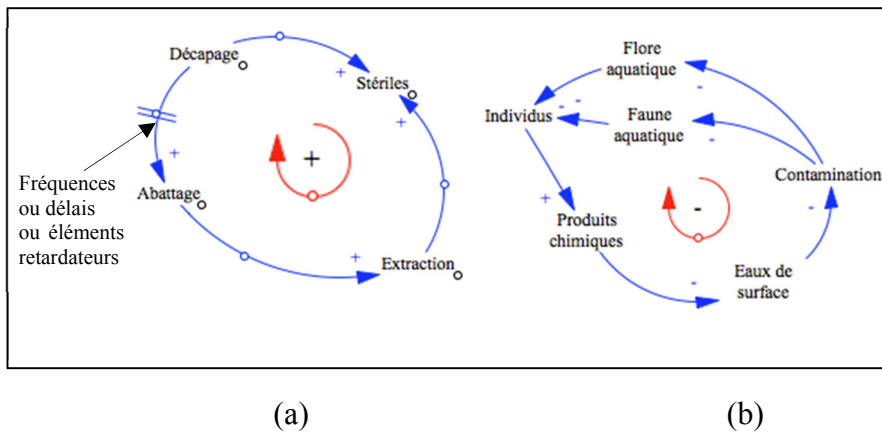 Décapage
+
Stériles
+
+
Fréquences
ou délais
ou éléments
retardateurs
+
Abattage
+
Extraction
Flore
aquatique
-
-
-
Individus
Faune
aquatique
-
Contamination
+
Produits
chimiques
-
-
-
Eaux de
surface
(a)
(b)